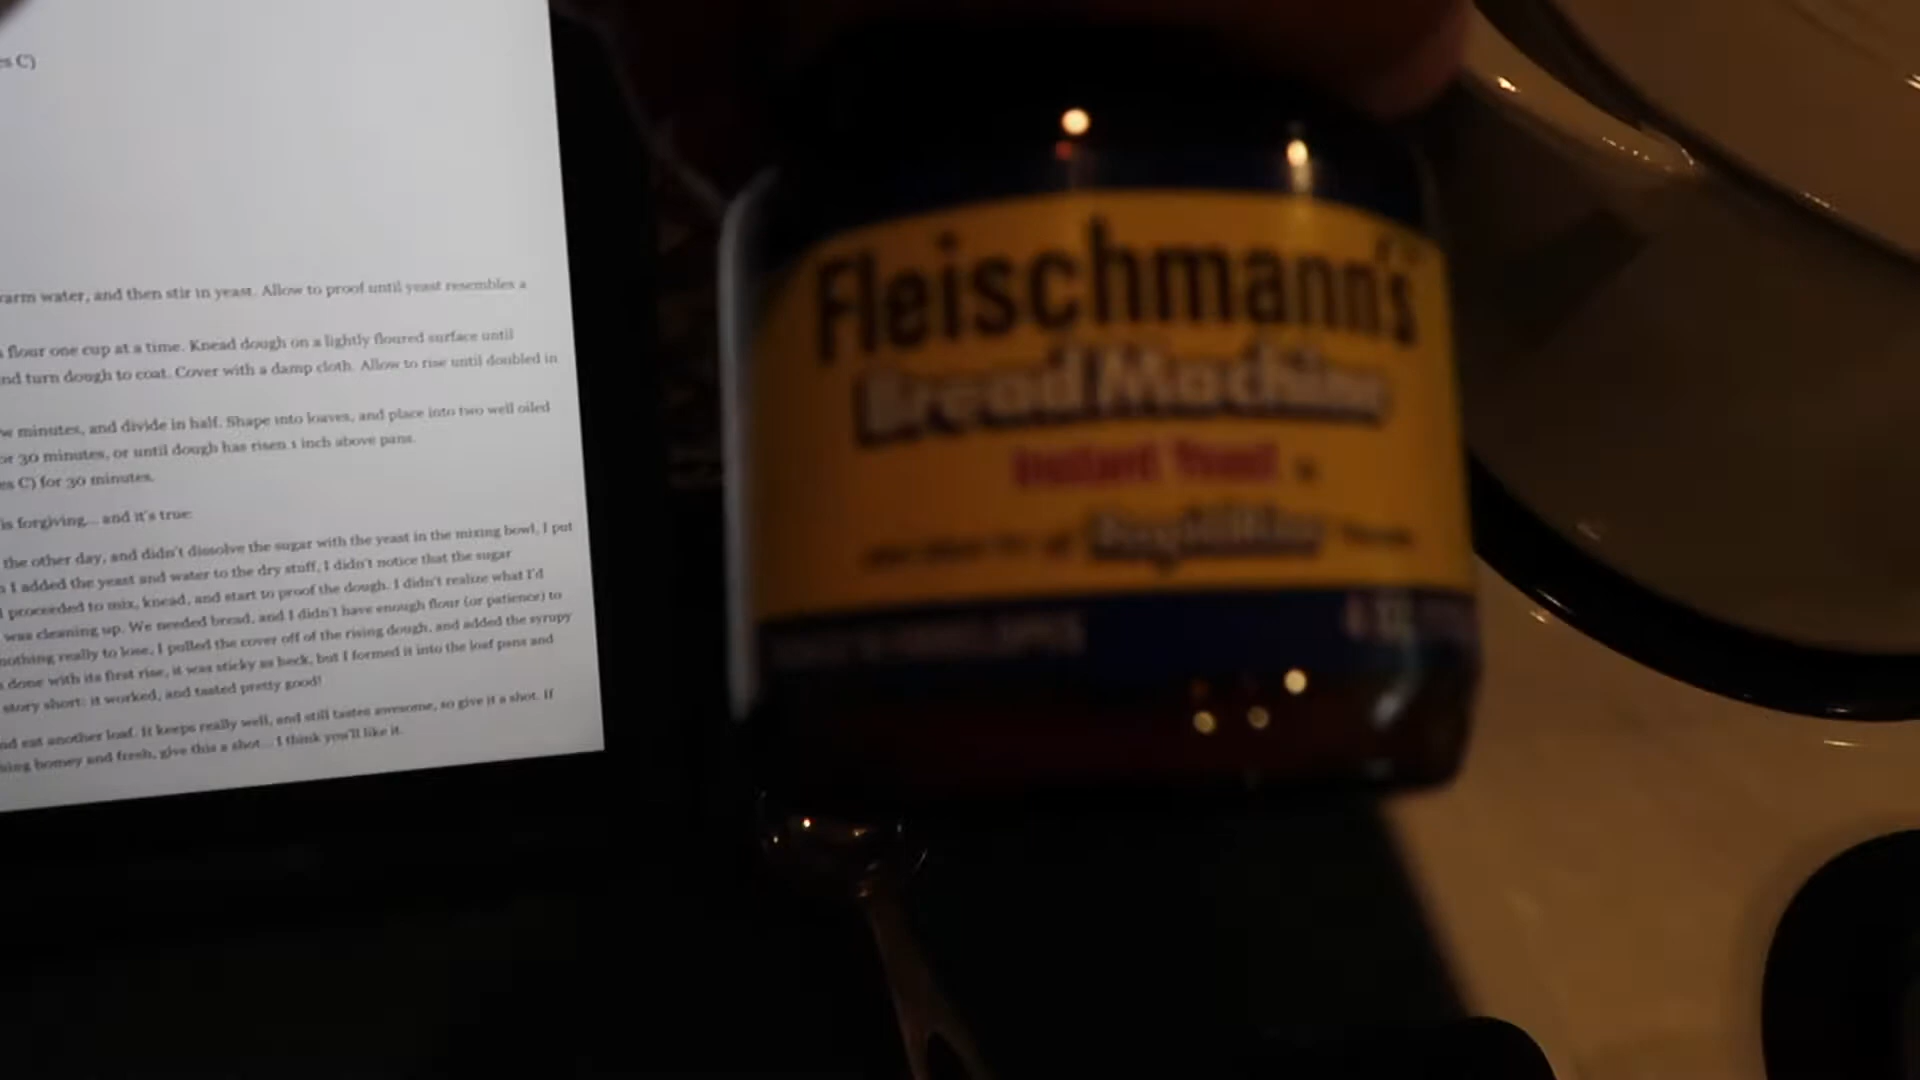 es C)
arm water, and then stir in yeast. Allow to proof until yeast resembles a
flour one cup at a time. Knead dough on a lightly floured surface until
nd turn dough to coat. Cover with a damp cloth. Allow to rise until doubled in
w minutes, and divide in half. Shape into loaves, and place into two well oiled
or 30 minutes, or until dough has risen 1 inch above pans.
es C) for 30 minutes.
is forgiving... and it's true:
the other day, and didn't dissolve the sugar with the yeast in the mixing bowl, I put
I added the yeast and water to the dry stuff, I didn't notice that the sugar
I proceeded to mix, knead, and start to proof the dough. I didn't realize what I'd
was cleaning up. We needed bread, and I didn't have enough flour (or patience) to
nothing really to lose, I pulled the cover off of the rising dough, and added the syrupy
done with its first rise, it was sticky as heck, but I formed it into the loaf pans and
story short: it worked, and tasted pretty good!
nd eat another loaf. It keeps really well, and still tastes awesome, so give it a shot. If
hing homey and fresh, give this a shot... I think you'll like it.
Fleischmann's
Bread Machine
Instant Yeast